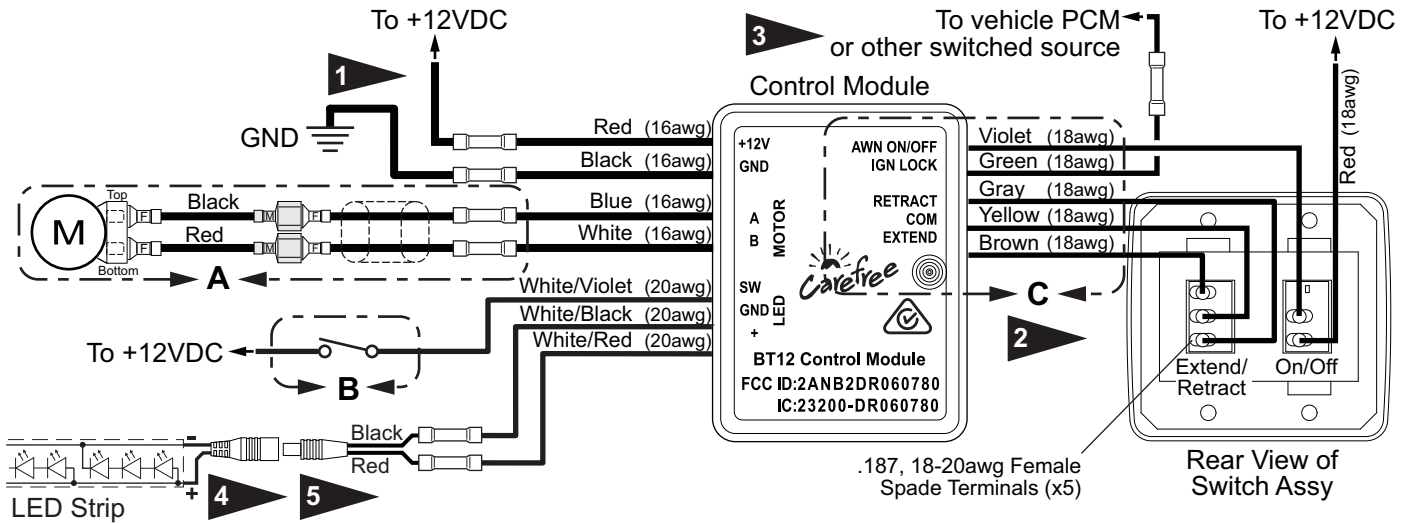 To +12VDC
3
To vehicle PCM
or other switched source
To +12VDC
1
Control Module
GND
Red (16awg)
Black (16awg)
Blue (16awg)
White (16awg)
White/Violet (20awg)
White/Black (20awg)
White/Red (20awg)
+12V
GND
A
B
MOTOR
SW
GND
+
LED
AWN ON/OFF
IGN LOCK
RETRACT
COM
EXTEND
Carefree
BT12 Control Module
FCC ID:2ANB2DR060780
IC:23200-DR060780
Violet (18awg)
Green (18awg)
Gray (18awg)
Yellow (18awg)
Brown (18awg)
Red (18awg)
C
2
Top
M
Bottom
F
F
Black
Red
M
M
F
F
A
To +12VDC
B
Extend/
Retract
On/Off
.187, 18-20awg Female
Spade Terminals (x5)
Rear View of
Switch Assy
-
+
LED Strip
4
5
Black
Red